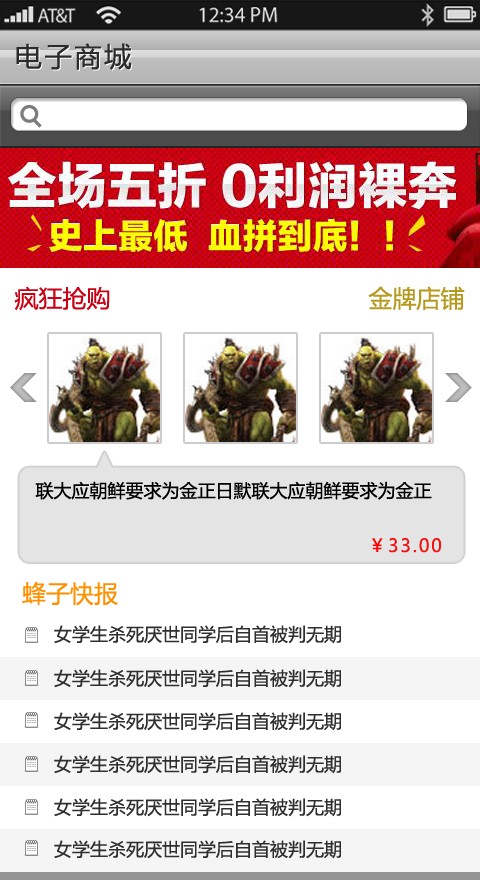 AT&T 12:34 PM
电子商城
全场五折 0利润裸奔
史上最低 血拼到底！！
疯狂抢购 金牌店铺
联大应朝鲜要求为金正日默联大应朝鲜要求为金正
¥33.00
蜂子快报
女学生杀死厌世同学后自首被判无期
女学生杀死厌世同学后自首被判无期
女学生杀死厌世同学后自首被判无期
女学生杀死厌世同学后自首被判无期
女学生杀死厌世同学后自首被判无期
女学生杀死厌世同学后自首被判无期